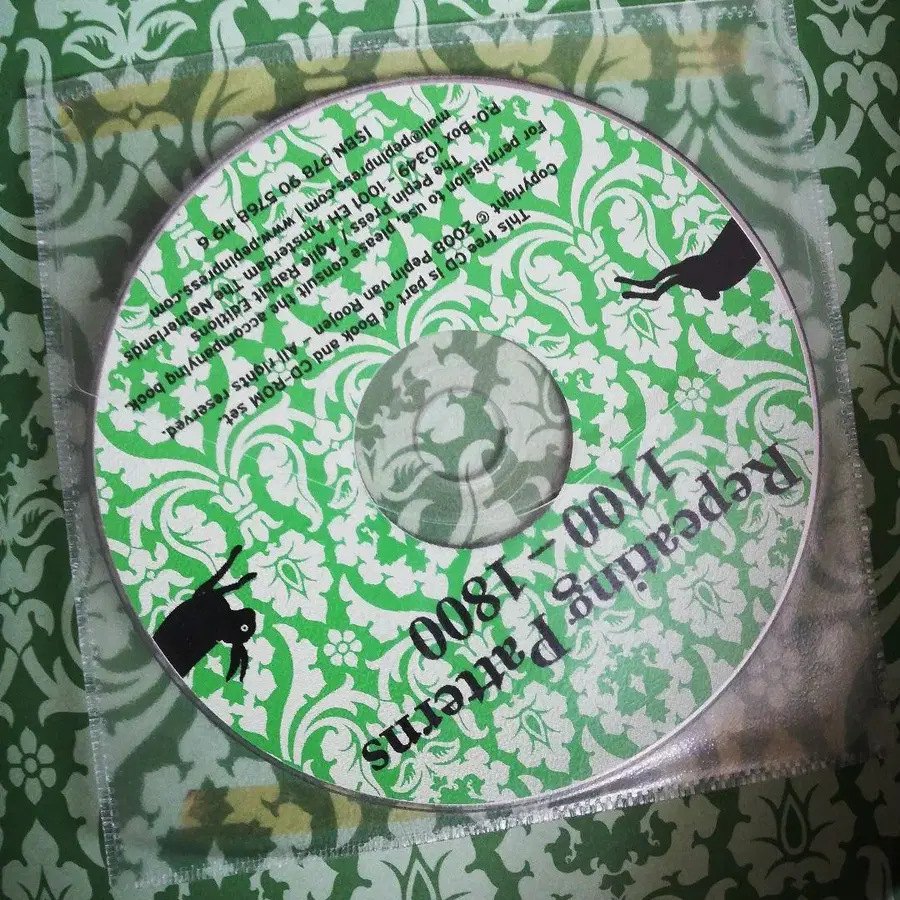 Repeating Patterns
1100 – 1800
This free CD is part of Book and CD-ROM set
Copyright © 2008 Pepin van Roojen – All rights reserved
For permission to use, please consult the accompanying book
The Pepin Press / Agile Rabbit Editions
P.O. Box 10349, 1001 EH Amsterdam, The Netherlands
mail@pepinpress.com | www.pepinpress.com
ISBN 978 90 5768 119 6